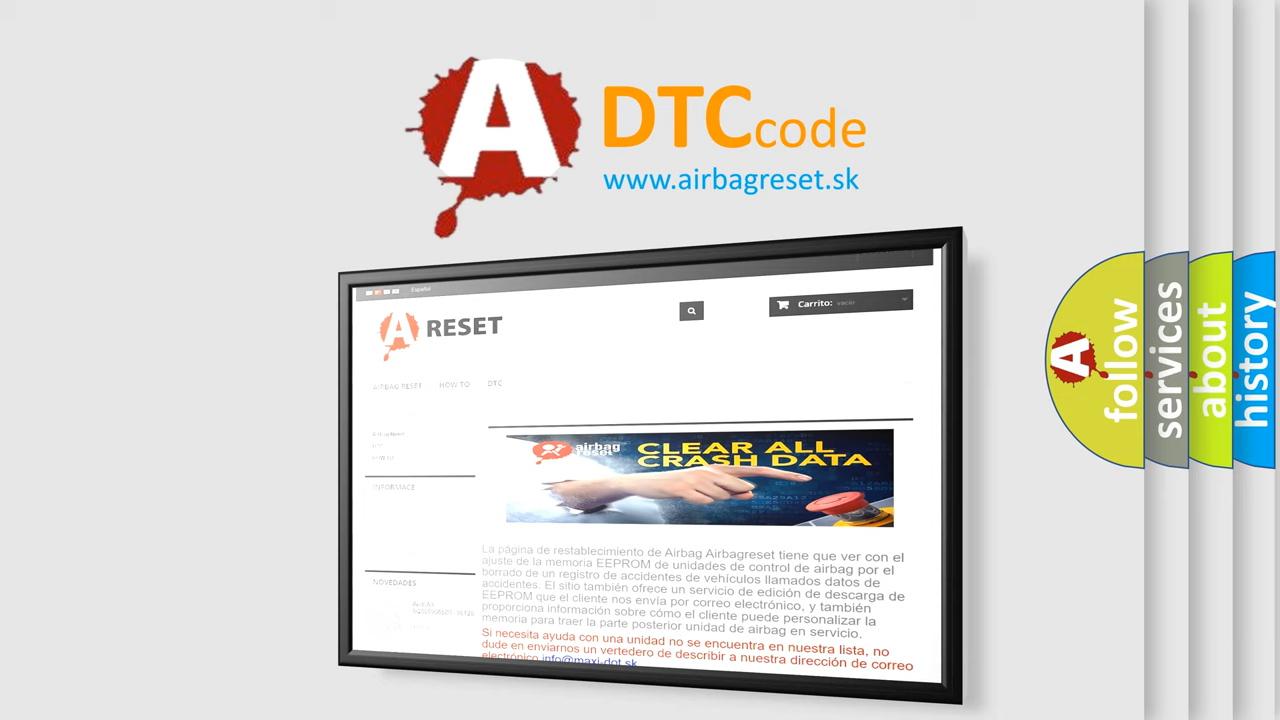 A DTCcode
www.airbagreset.sk
Español
A RESET
Carrito: vacío
AIRBAG RESET HOW TO DTC
INFORMACE
NOVEDADES
airbag
reset
CLEAR ALL
CRASH DATA
La página de restablecimiento de Airbag Airbagreset tiene que ver con el
ajuste de la memoria EEPROM de unidades de control de airbag por el
borrado de un registro de accidentes de vehículos llamados datos de
accidentes. El sitio también ofrece un servicio de edición de descarga de
EEPROM que el cliente nos envía por correo electrónico, y también
proporciona información sobre cómo el cliente puede personalizar la
memoria para traer la parte posterior unidad de airbag en servicio.
Si necesita ayuda con una unidad no se encuentra en nuestra lista, no
dude en enviarnos un vertedero de describir a nuestra dirección de correo
electrónico info@maxi-dot.sk
A
follow
services
about
history